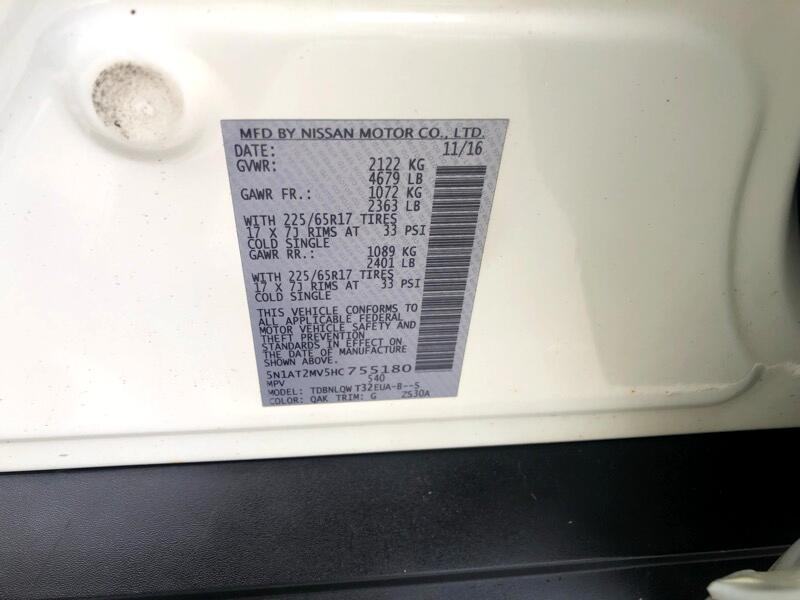 MFD BY NISSAN MOTOR CO., LTD.
DATE: 11/16
GVWR: 2122 KG
4679 LB
GAWR FR.: 1072 KG
2363 LB
WITH 225/65R17 TIRES
17 X 7J RIMS AT 33 PSI
COLD SINGLE
GAWR RR.: 1089 KG
2401 LB
WITH 225/65R17 TIRES
17 X 7J RIMS AT 33 PSI
COLD SINGLE
THIS VEHICLE CONFORMS TO
ALL APPLICABLE FEDERAL
MOTOR VEHICLE SAFETY AND
THEFT PREVENTION
STANDARDS IN EFFECT ON
THE DATE OF MANUFACTURE
SHOWN ABOVE.
5N1AT2MV5HC755180
MPV 540
MODEL: TDBNLQW T32EUA-B--S
COLOR: QAK TRIM: G ZS30A